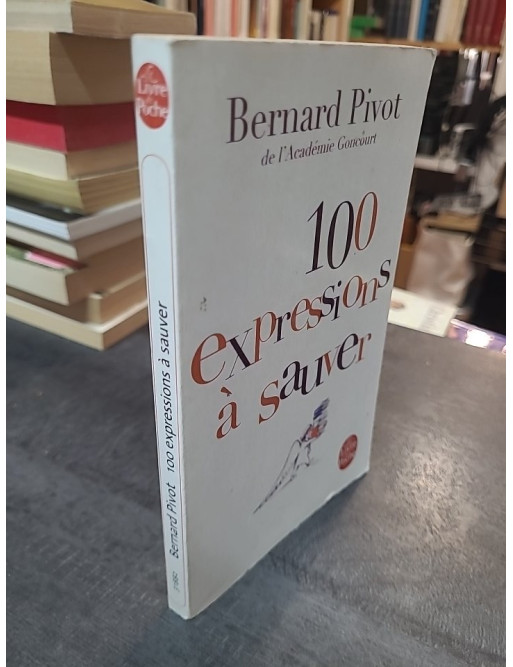 Le
Livre
de
Poche
Bernard Pivot 100 expressions à sauver
Bernard Pivot
de l'Académie Goncourt
100
expressions
à sauver